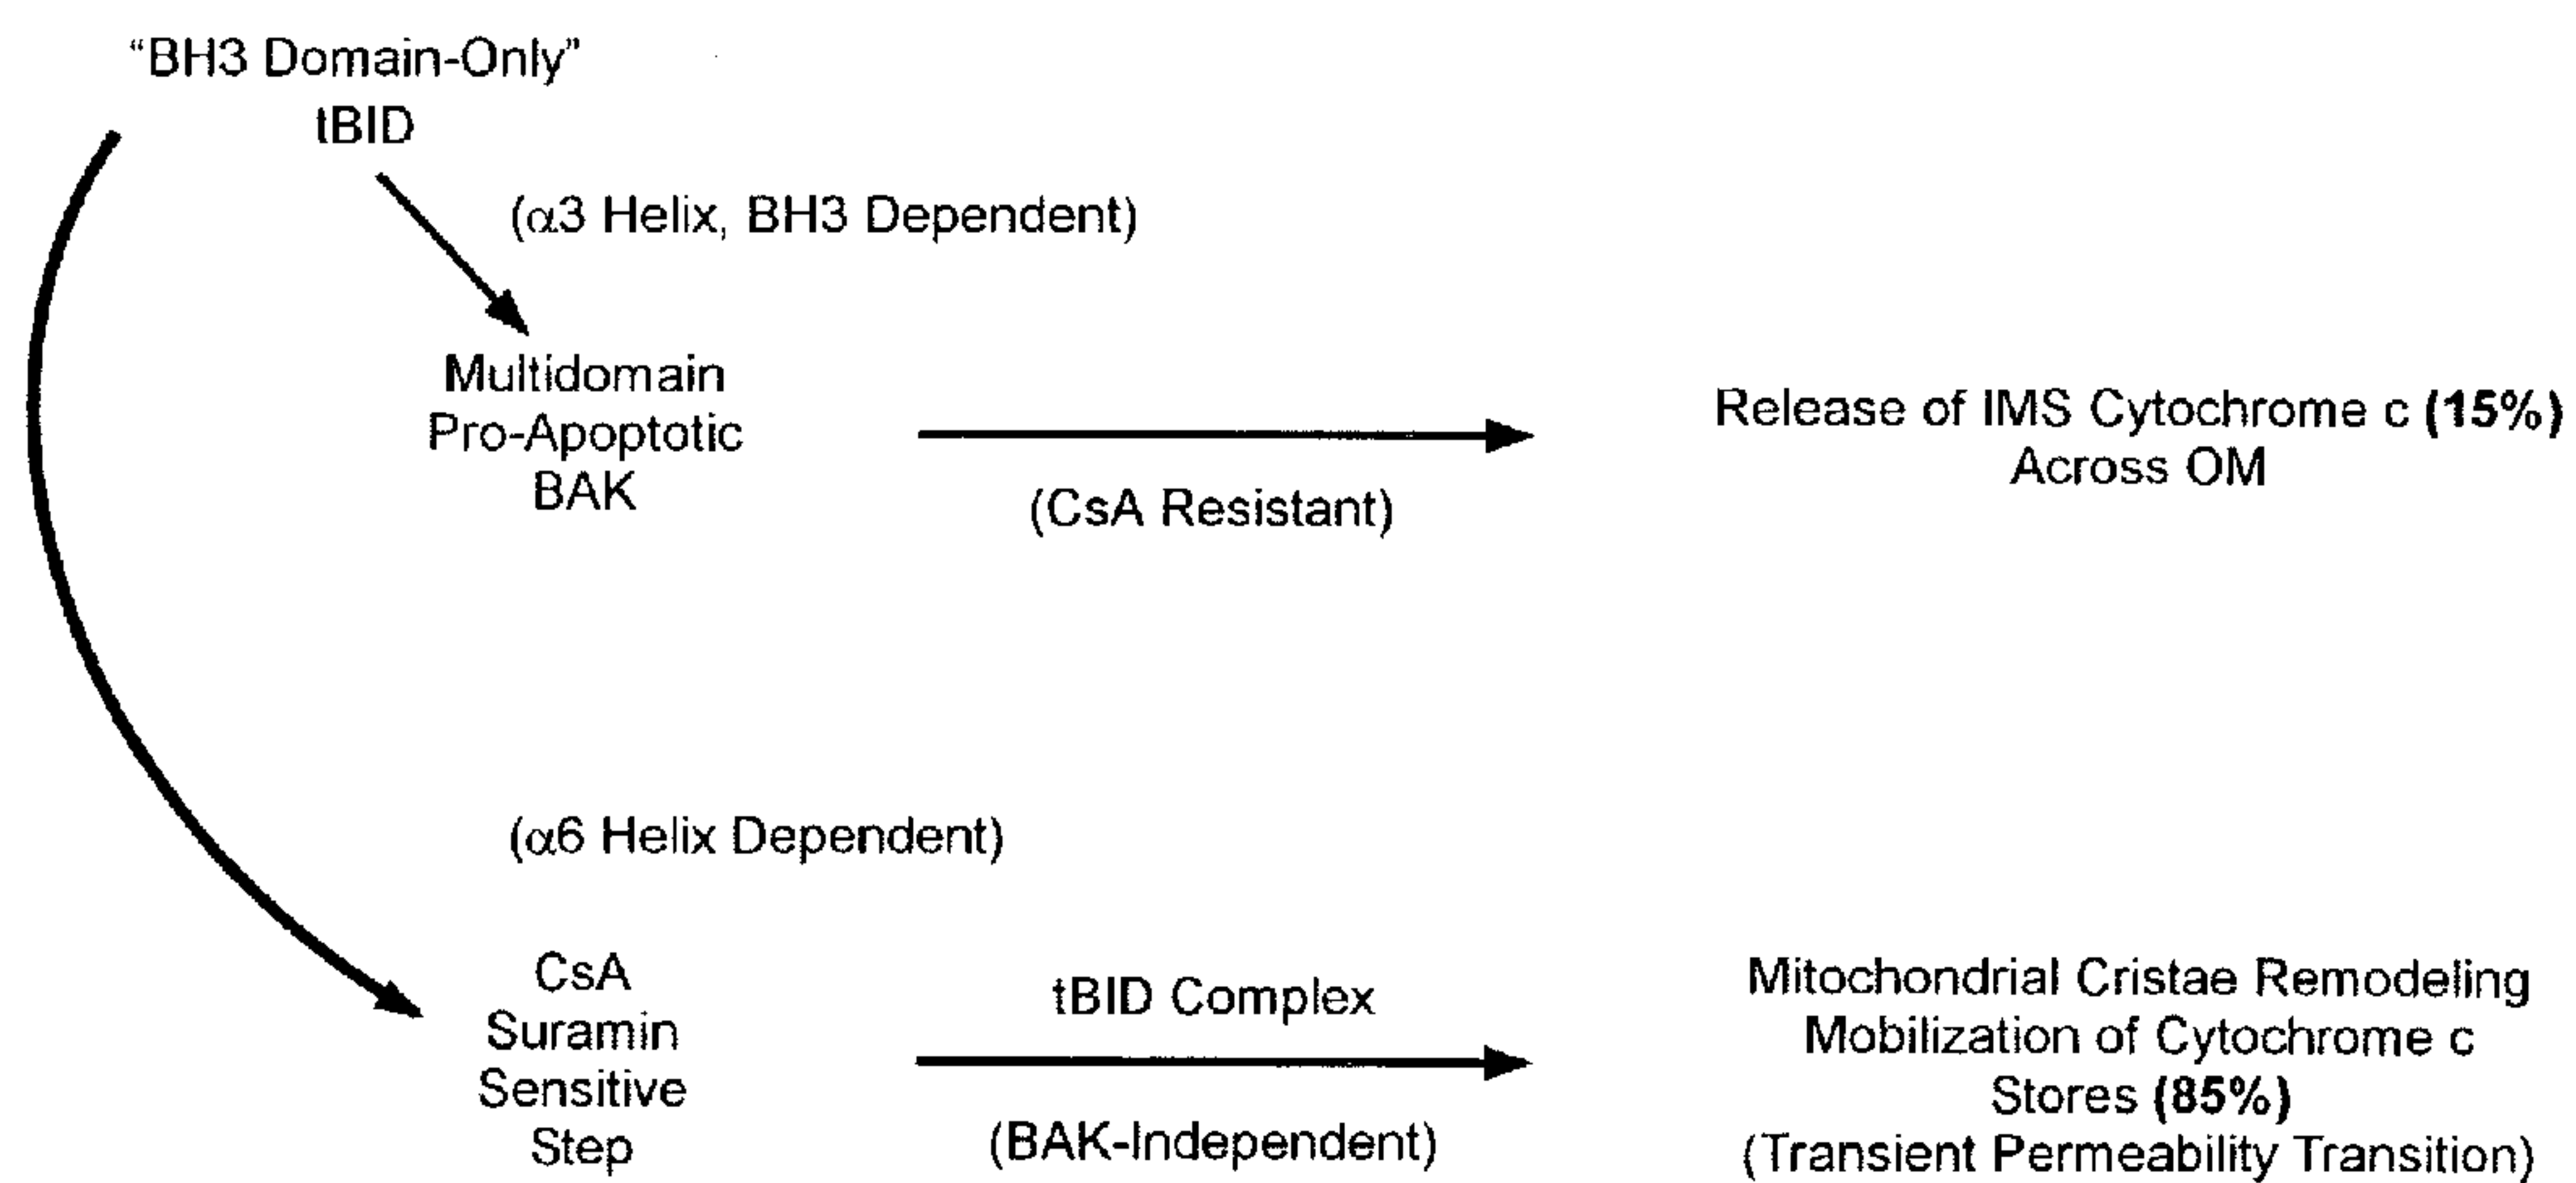 “BH3 Domain-Only”
tBID
(α3 Helix, BH3 Dependent)
Multidomain
Pro-Apoptotic
BAK
(CsA Resistant)
Release of IMS Cytochrome c (15%)
Across OM
(α6 Helix Dependent)
CsA
Suramin
Sensitive
Step
tBID Complex
(BAK-Independent)
Mitochondrial Cristae Remodeling
Mobilization of Cytochrome c
Stores (85%)
(Transient Permeability Transition)